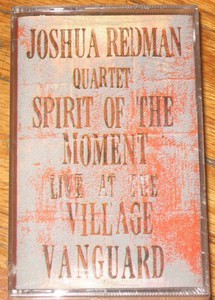 JOSHUA REDMAN
QUARTET
SPIRIT OF THE
MOMENT
LIVE AT THE
VILLAGE
VANGUARD